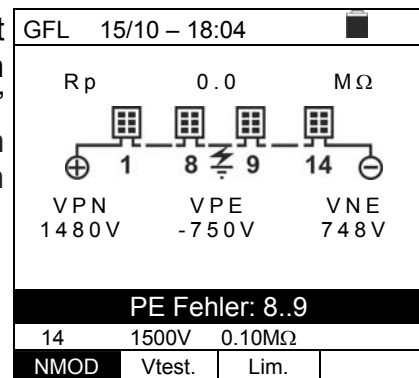 GFL 15/10 – 18:04
Rp 0.0 MΩ
1 8 9 14
VPN VPE VNE
1480V -750V 748V
PE Fehler: 8..9
14 1500V 0.10MΩ
NMOD Vtest. Lim.